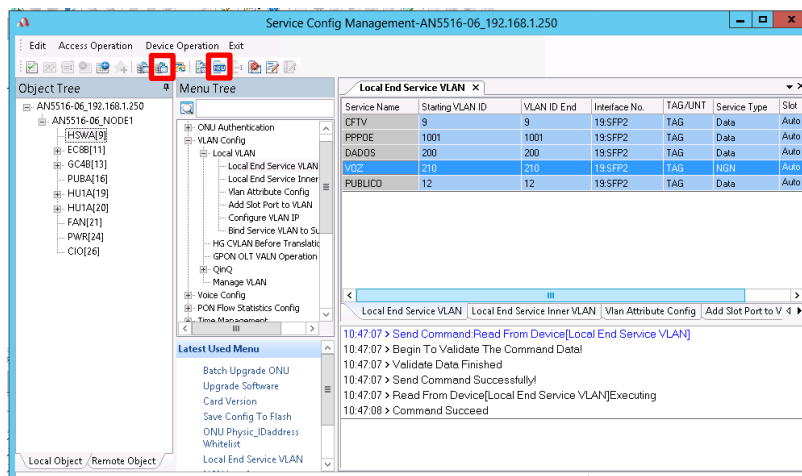 Service Config Management-AN5516-06_192.168.1.250
Edit Access Operation Device Operation Exit
Object Tree
AN5516-06_192.168.1.250
AN5516-06_NODE1
HSWA[9]
EC8B[11]
GC4B[13]
PUBA[16]
HU1A[19]
HU1A[20]
FAN[21]
PWR[24]
CIO[26]
Local Object Remote Object
Menu Tree
ONU Authentication
VLAN Config
Local VLAN
Local End Service VLAN
Local End Service Inner
Vlan Attribute Config
Add Slot Port to VLAN
Configure VLAN IP
Bind Service VLAN to Su
HG CVLAN Before Translatic
GPON OLT VALN Operation
QinQ
Manage VLAN
Voice Config
PON Flow Statistics Config
Time Management
Latest Used Menu
Batch Upgrade ONU
Upgrade Software
Card Version
Save Config To Flash
ONU Physic_IDaddress
Whitelist
Local End Service VLAN
Local End Service VLAN
Service Name Starting VLAN ID VLAN ID End Interface No. TAG/UNT Service Type Slot
CFTV 9 9 19:SFP2 TAG Data Auto
PPPOE 1001 1001 19:SFP2 TAG Data Auto
DADOS 200 200 19:SFP2 TAG Data Auto
VOZ 210 210 19:SFP2 TAG NGN Auto
PUBLICO 12 12 19:SFP2 TAG Data Auto
Local End Service VLAN Local End Service Inner VLAN Vlan Attribute Config Add Slot Port to V
10:47:07 > Send Command:Read From Device[Local End Service VLAN]
10:47:07 > Begin To Validate The Command Data!
10:47:07 > Validate Data Finished
10:47:07 > Send Command Successfully!
10:47:07 > Read From Device[Local End Service VLAN]Executing
10:47:08 > Command Succeed